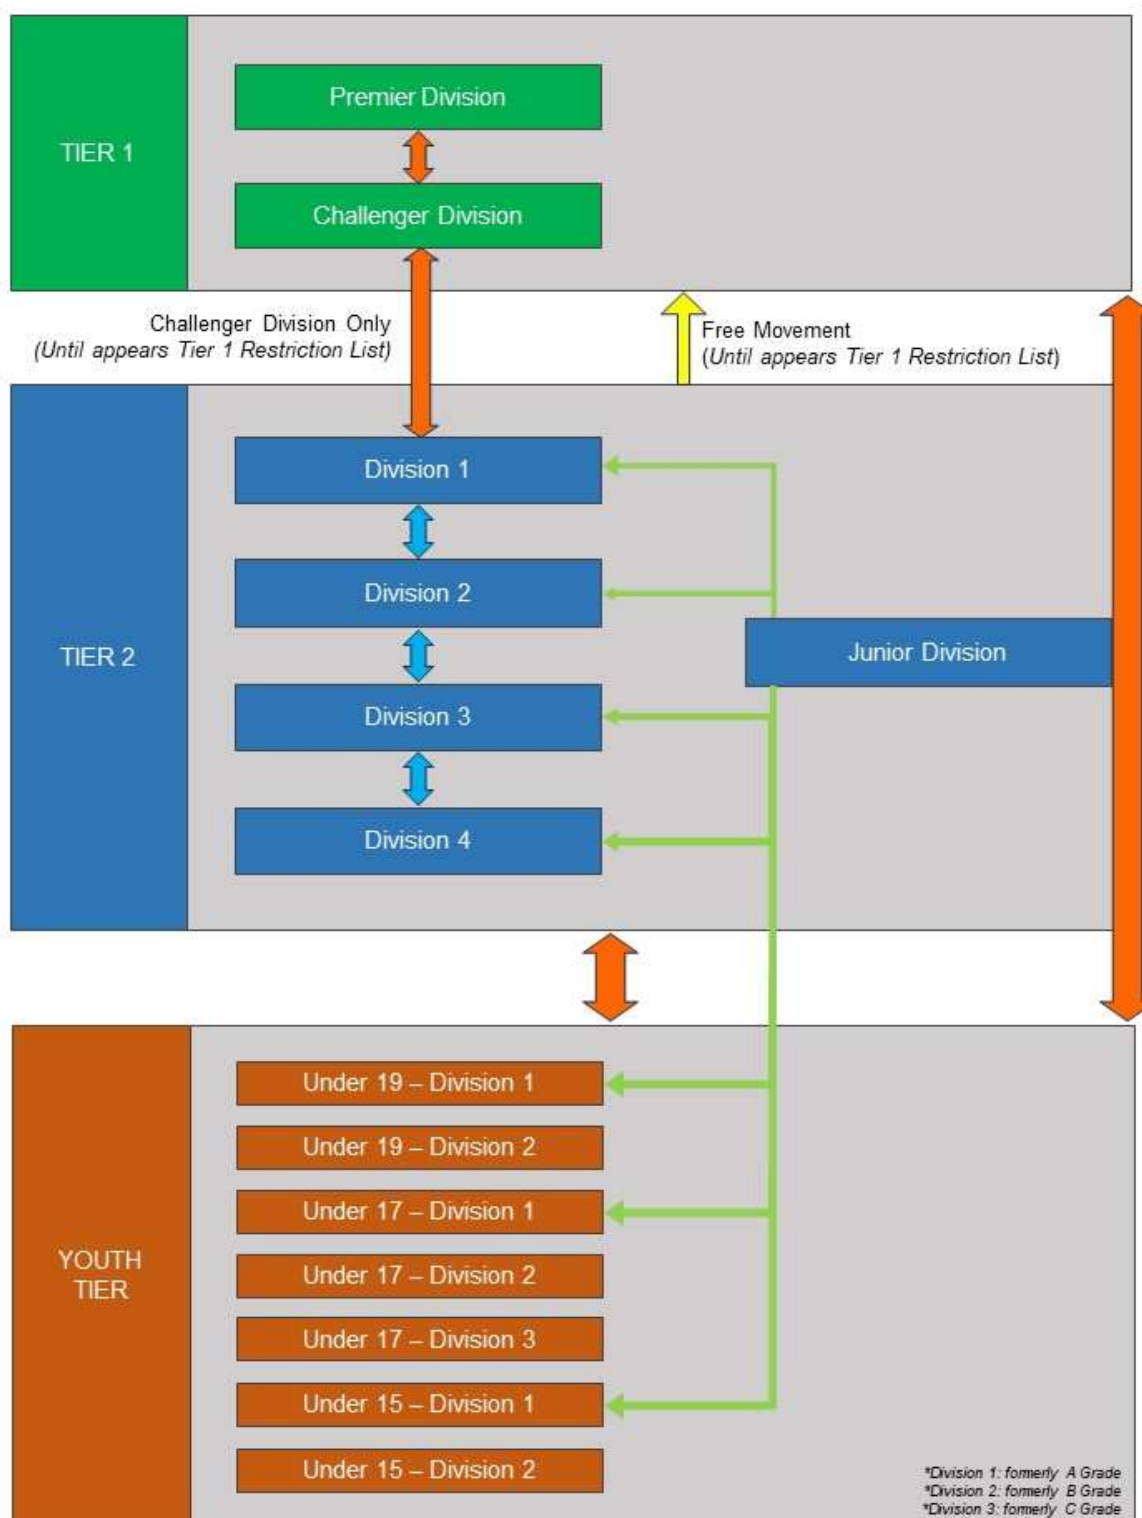 TIER 1
Premier Division
Challenger Division
Challenger Division Only
(Until appears Tier 1 Restriction List)
Free Movement
(Until appears Tier 1 Restriction List)
TIER 2
Division 1
Division 2
Division 3
Division 4
Junior Division
YOUTH
TIER
Under 19 – Division 1
Under 19 – Division 2
Under 17 – Division 1
Under 17 – Division 2
Under 17 – Division 3
Under 15 – Division 1
Under 15 – Division 2
*Division 1: formerly A Grade
*Division 2: formerly B Grade
*Division 3: formerly C Grade